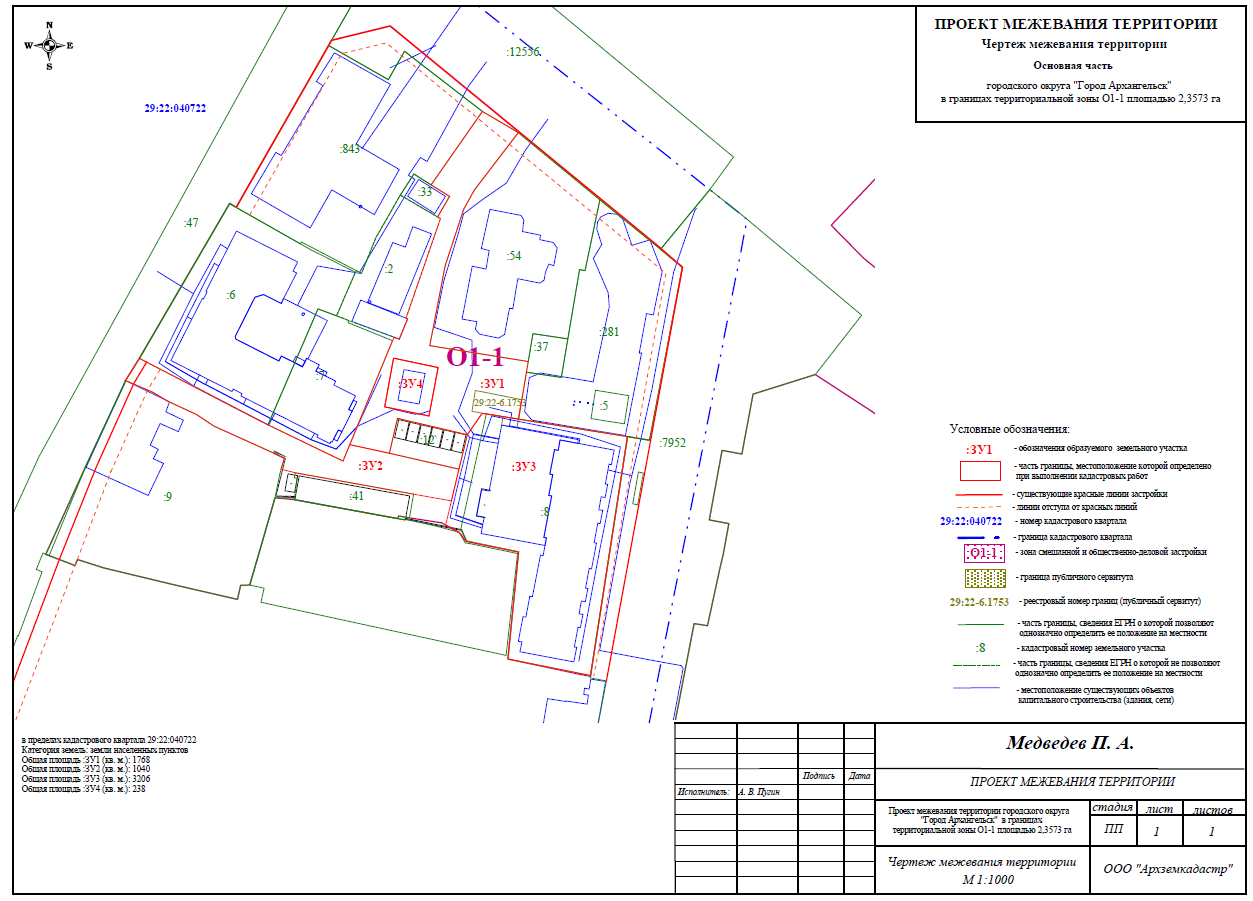 N
W
E
S
ПРОЕКТ МЕЖЕВАНИЯ ТЕРРИТОРИИ
Чертеж межевания территории
Основная часть
городского округа "Город Архангельск"
в границах территориальной зоны О1-1 площадью 2,3573 га
:12556
29:22:040722
:843
:33
:47
:2
:54
:6
:281
:37
О1-1
:7
:ЗУ4
:ЗУ1
29:22-6.1753
:5
:12
:7952
:ЗУ2
:ЗУ3
:9
:41
:8
Условные обозначения:
:ЗУ1 - обозначения образуемого земельного участка
- часть границы, местоположение которой определено
при выполнении кадастровых работ
- существующие красные линии застройки
- линии отступа от красных линий
29:22:040722 - номер кадастрового квартала
- граница кадастрового квартала
О1-1 - зона смешанной и общественно-деловой застройки
- граница публичного сервитута
29:22-6.1753 - реестровый номер границ (публичный сервитут)
- часть границы, сведения ЕГРН о которой позволяют
однозначно определить ее положение на местности
:8 - кадастровый номер земельного участка
- часть границы, сведения ЕГРН о которой не позволяют
однозначно определить ее положение на местности
- местоположение существующих объектов
капитального строительства (здания, сети)
в пределах кадастрового квартала 29:22:040722
Категория земель: земли населенных пунктов
Общая площадь :ЗУ1 (кв. м.): 1768
Общая площадь :ЗУ2 (кв. м.): 1040
Общая площадь :ЗУ3 (кв. м.): 3206
Общая площадь :ЗУ4 (кв. м.): 238
Медведев П. А.
Подпись Дата
ПРОЕКТ МЕЖЕВАНИЯ ТЕРРИТОРИИ
Исполнитель: А. В. Пугин
Проект межевания территории городского округа
"Город Архангельск" в границах
территориальной зоны О1-1 площадью 2,3573 га
стадия лист листов
ПП 1 1
Чертеж межевания территории
М 1:1000
ООО "Архземкадастр"